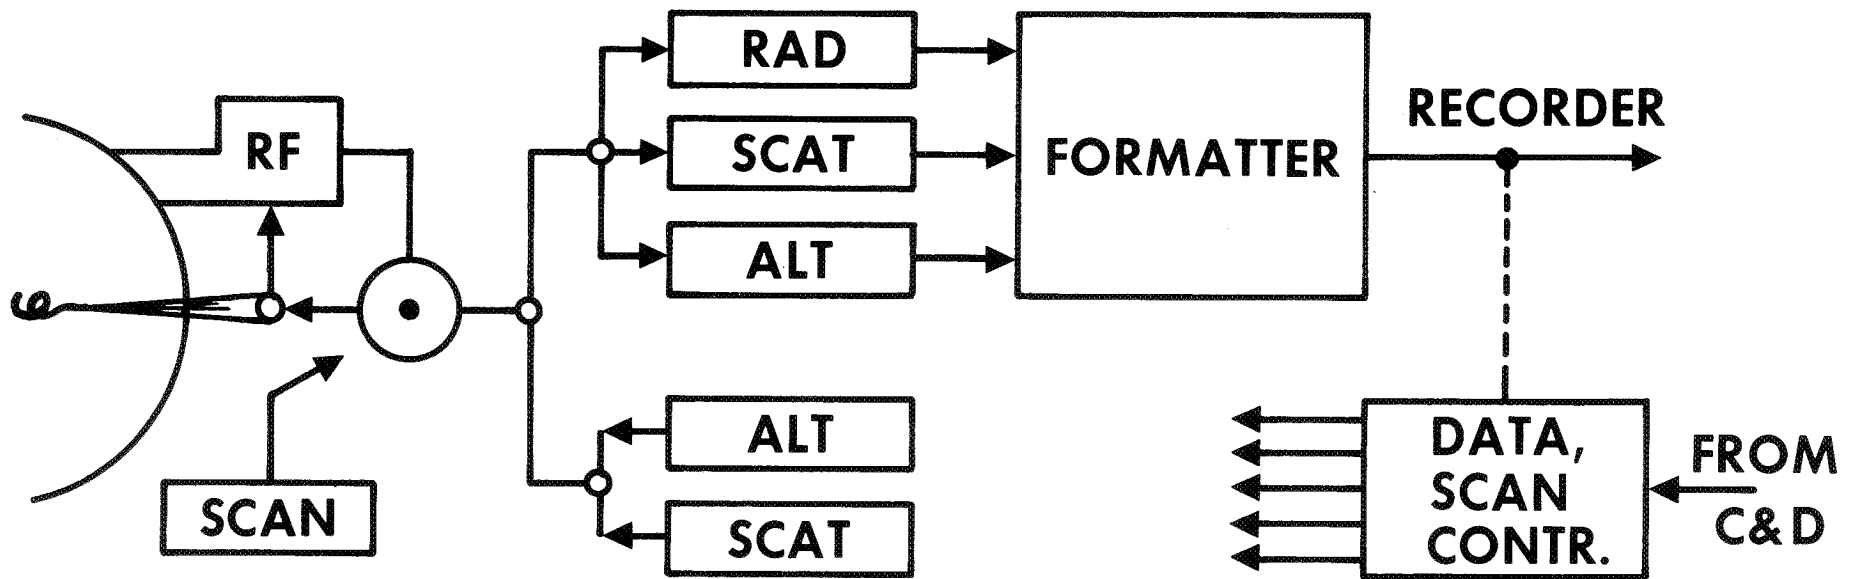 RAD
RF
SCAT
FORMATTER
RECORDER
ALT
ALT
SCAN
SCAT
DATA,
SCAN
CONTR.
FROM
C&D